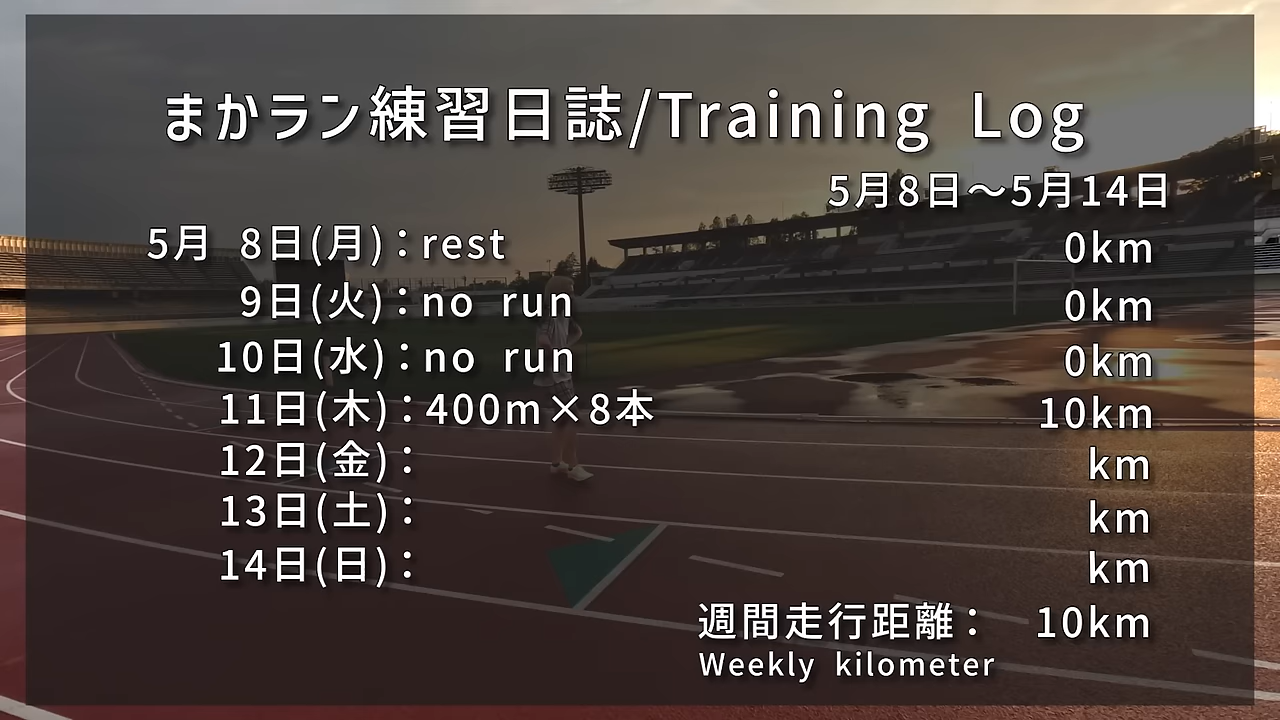 まかラン練習日誌/Training Log
5月8日～5月14日
5月 8日(月)：rest 0km
9日(火)：no run 0km
10日(水)：no run 0km
11日(木)：400m×8本 10km
12日(金)： km
13日(土)： km
14日(日)： km
週間走行距離： 10km
Weekly kilometer